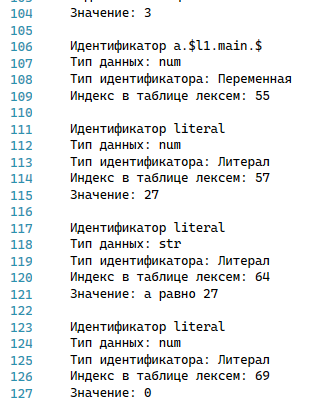 104 Значение: 3
105
106 Идентификатор a.$l1.main.$
107 Тип данных: num
108 Тип идентификатора: Переменная
109 Индекс в таблице лексем: 55
110
111 Идентификатор literal
112 Тип данных: num
113 Тип идентификатора: Литерал
114 Индекс в таблице лексем: 57
115 Значение: 27
116
117 Идентификатор literal
118 Тип данных: str
119 Тип идентификатора: Литерал
120 Индекс в таблице лексем: 64
121 Значение: а равно 27
122
123 Идентификатор literal
124 Тип данных: num
125 Тип идентификатора: Литерал
126 Индекс в таблице лексем: 69
127 Значение: 0